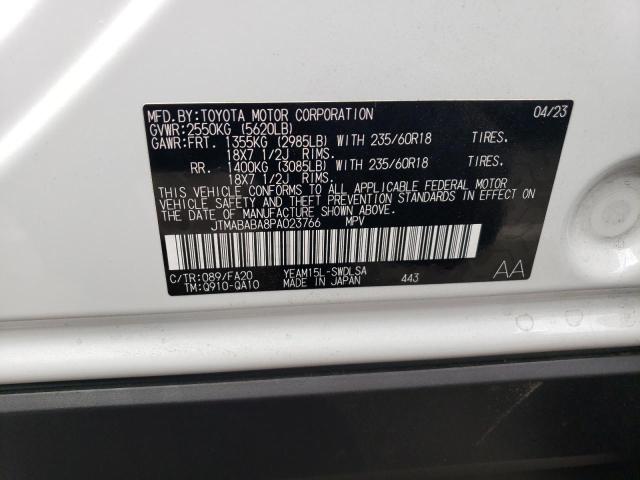 MFD.BY:TOYOTA MOTOR CORPORATION 04/23
GVWR:2550KG (5620LB)
GAWR:FRT. 1355KG (2985LB) WITH 235/60R18 TIRES.
18X7 1/2J RIMS.
RR. 1400KG (3085LB) WITH 235/60R18 TIRES.
18X7 1/2J RIMS.
THIS VEHICLE CONFORMS TO ALL APPLICABLE FEDERAL MOTOR
VEHICLE SAFETY AND THEFT PREVENTION STANDARDS IN EFFECT ON
THE DATE OF MANUFACTURE SHOWN ABOVE.
JTMABABA8PA023766 MPV
C/TR:089/FA20 YEAM15L-SWDLSA
TM:Q910-QA10 MADE IN JAPAN 443 AA